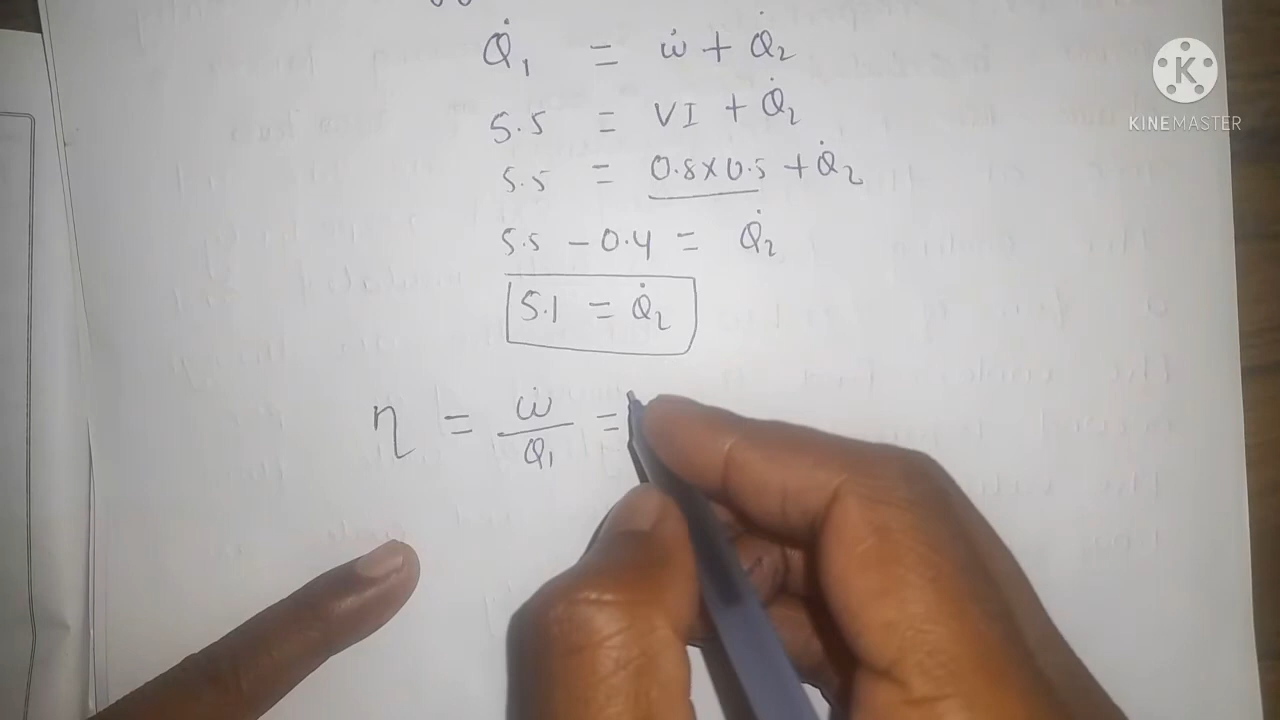 Q̇₁ = ẇ + Q̇₂
5.5 = VI + Q̇₂
5.5 = 0.8×0.5 + Q̇₂
5.5 - 0.4 = Q̇₂
5.1 = Q̇₂
η = ẇ/Q₁ =
K
KINEMASTER